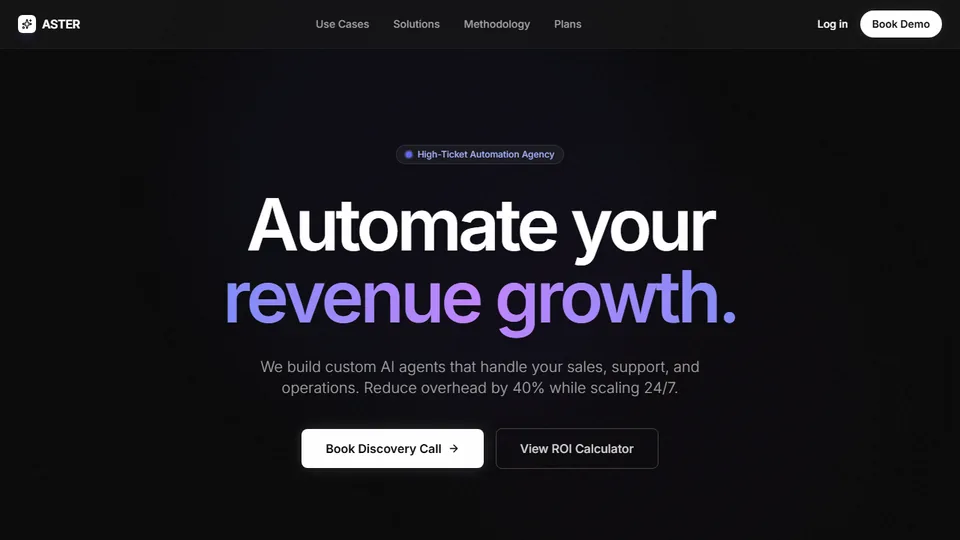 ASTER
Use Cases
Solutions
Methodology
Plans
Log in
Book Demo
High-Ticket Automation Agency
Automate your
revenue growth.
We build custom AI agents that handle your sales, support, and
operations. Reduce overhead by 40% while scaling 24/7.
Book Discovery Call →
View ROI Calculator